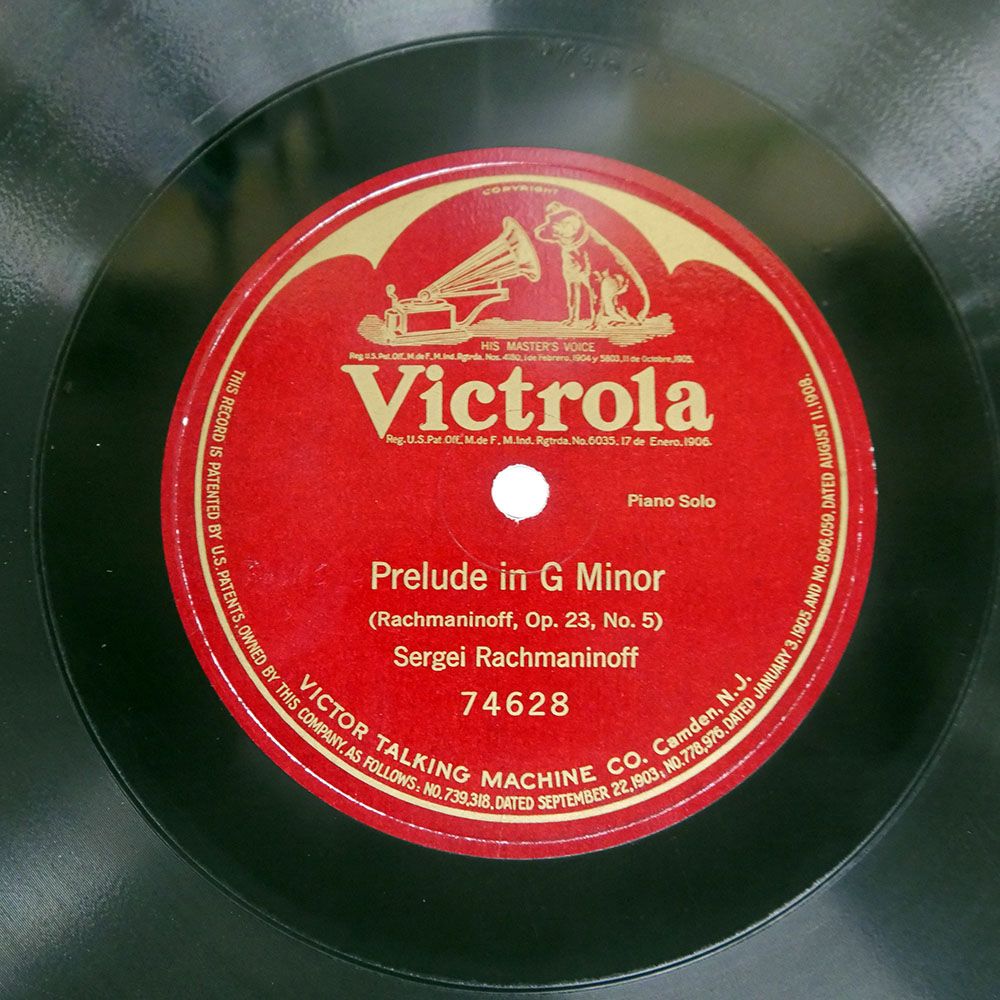 COPYRIGHT
HIS MASTER'S VOICE
Reg. U.S. Pat. Off., M. de F., M. Ind. Rgtrda. Nos. 4180, 1 de Febrero, 1904 y 5803, 11 de Octubre, 1905.
Victrola
Reg. U.S. Pat. Off., M. de F., M. Ind. Rgtrda. No. 6035, 17 de Enero, 1906.
Piano Solo
Prelude in G Minor
(Rachmaninoff, Op. 23, No. 5)
Sergei Rachmaninoff
74628
VICTOR TALKING MACHINE CO. Camden, N. J.
THIS RECORD IS PATENTED BY U.S. PATENTS, OWNED BY THIS COMPANY, AS FOLLOWS: NO. 739,318, DATED SEPTEMBER 22, 1903, NO. 778,976, DATED JANUARY 3, 1905, AND NO. 896,059, DATED AUGUST 11, 1908.